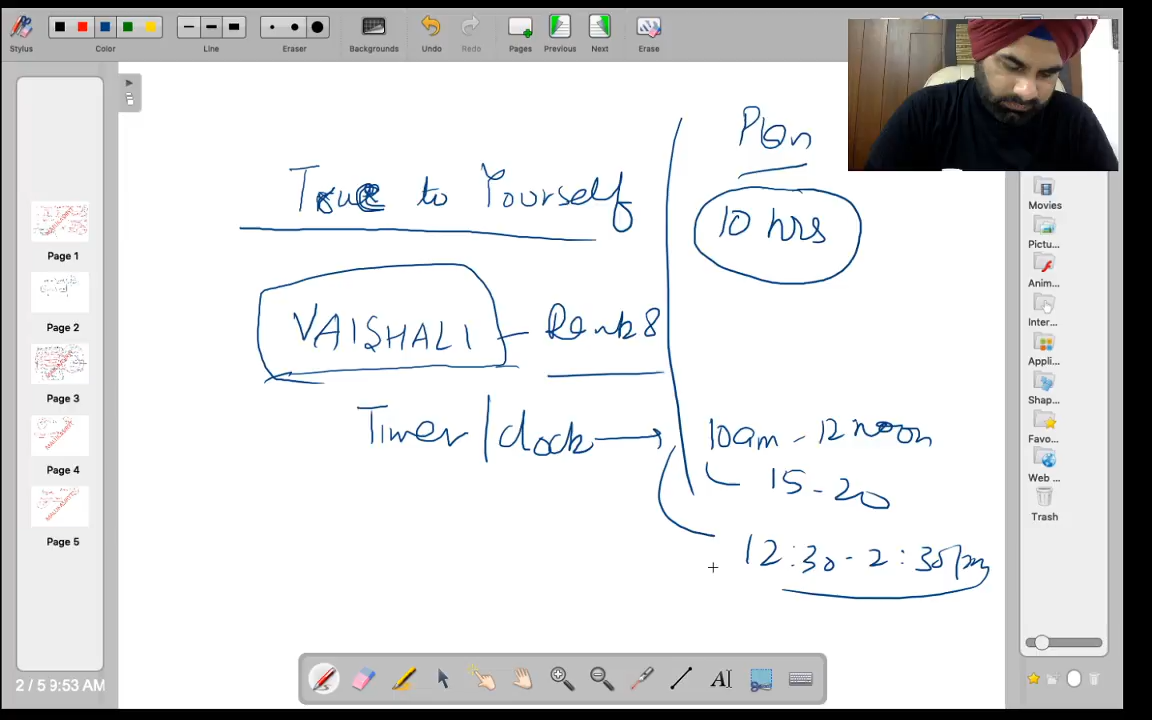 Stylus
Color
Line
Eraser
Backgrounds
Undo
Redo
Pages
Previous
Next
Erase
Page 1
Page 2
Page 3
Page 4
Page 5
2 / 5 9:53 AM
True to Yourself
VAISHALI - Rank 8
Timer / clock
Plan
10 hrs
10am - 12 noon
15 - 20
12:30 - 2:30pm
Movies
Pictu...
Anim...
Inter...
Appli...
Shap...
Favo...
Web ...
Trash